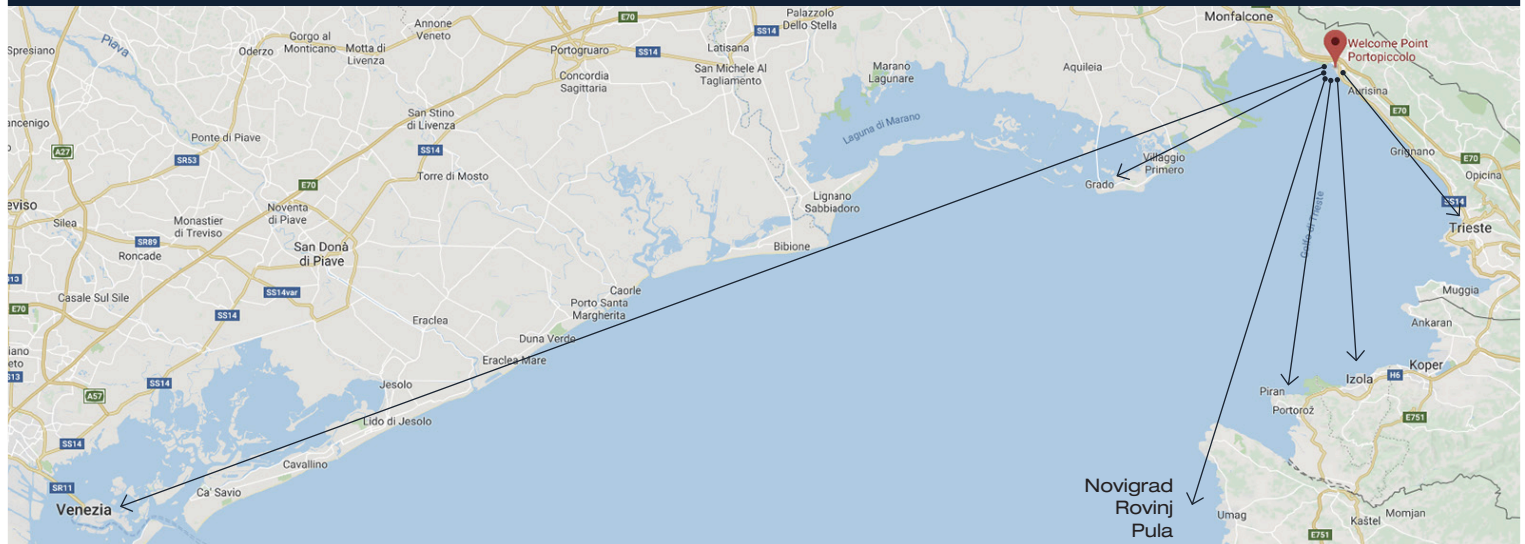 E70
Palazzolo
Dello Stella
Annone
Veneto
Monfalcone
Gorgo al
Monticano
Motta di
Livenza
Spresiano
Piava
Oderzo
Portogruaro
SS14
SS14
Latisana
Welcome Point
Portopiccolo
San Michele Al
Tagliamento
Marano
Lagunare
Aquileia
Concordia
Sagittaria
Aurisina
E70
San Stino
di Livenza
Laguna di Marano
Ponte di Piave
A27
SR53
SS14
Torre di Mosto
E70
Villaggio
Primero
Grado
Grignano
E70
Opicina
Lignano
Sabbiadoro
Noventa
di Piave
Monastier
di Treviso
Silea
SS14
Trieste
Golfo di Trieste
SR89
Roncade
San Donà
di Piave
Bibione
Casale Sul Sile
SS14var
Caorle
Porto Santa
Margherita
Muggia
E70
SS14
Eraclea
Ankaran
Duna Verde
Eraclea Mare
Koper
Izola
H6
SS14
Jesolo
A57
Piran
Portorož
Lido di Jesolo
E751
SS14
Cavallino
SR11
Ca' Savio
Venezia
Novigrad
Rovinj
Pula
Umag
Kaštel
Momjan
E751